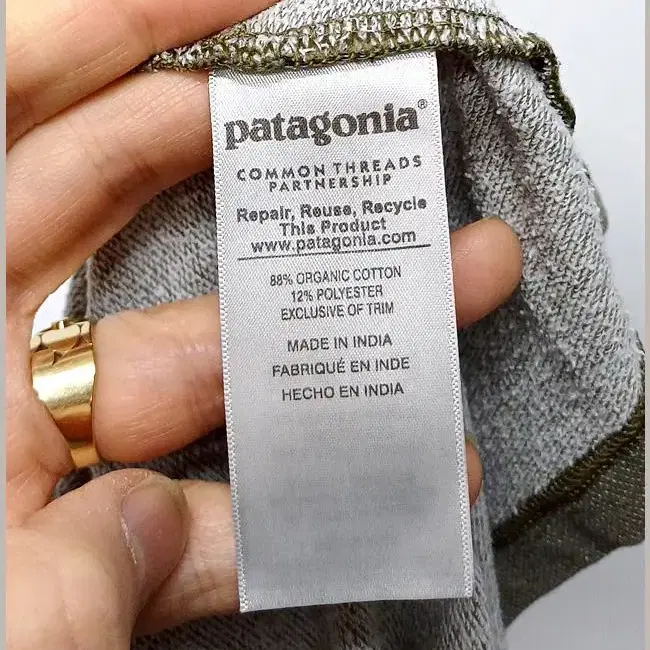 patagonia®
COMMON THREADS
PARTNERSHIP
Repair, Reuse, Recycle
This Product
www.patagonia.com
88% ORGANIC COTTON
12% POLYESTER
EXCLUSIVE OF TRIM
MADE IN INDIA
FABRIQUÉ EN INDE
HECHO EN INDIA